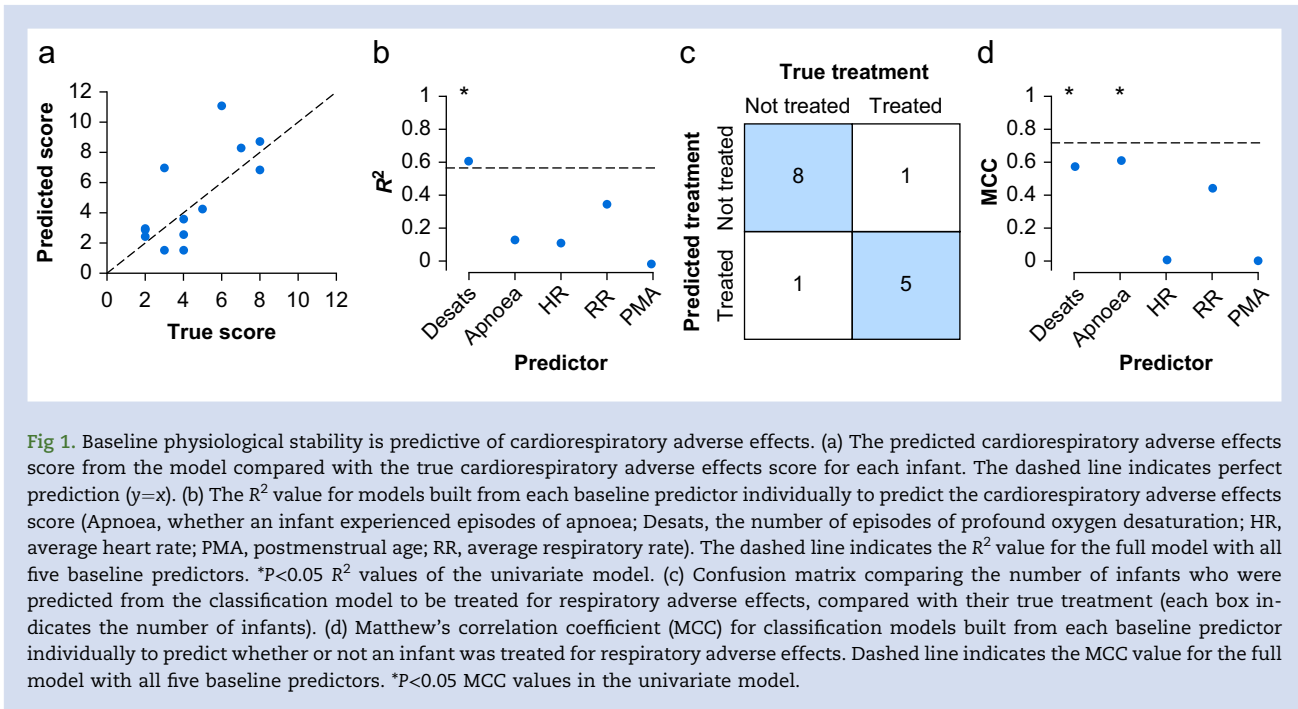 a
12
10
8
6
4
2
0
0 2 4 6 8 10 12
Predicted score
True score
b
*
1
0.8
0.6
0.4
0.2
0
R²
Desats Apnoea HR RR PMA
Predictor
c
True treatment
Not treated Treated
Predicted treatment
Not treated
Treated
8 1
1 5
d
* *
1
0.8
0.6
0.4
0.2
0
MCC
Desats Apnoea HR RR PMA
Predictor
Fig 1. Baseline physiological stability is predictive of cardiorespiratory adverse effects. (a) The predicted cardiorespiratory adverse effects
score from the model compared with the true cardiorespiratory adverse effects score for each infant. The dashed line indicates perfect
prediction (y=x). (b) The R² value for models built from each baseline predictor individually to predict the cardiorespiratory adverse effects
score (Apnoea, whether an infant experienced episodes of apnoea; Desats, the number of episodes of profound oxygen desaturation; HR,
average heart rate; PMA, postmenstrual age; RR, average respiratory rate). The dashed line indicates the R² value for the full model with all
five baseline predictors. *P<0.05 R² values of the univariate model. (c) Confusion matrix comparing the number of infants who were
predicted from the classification model to be treated for respiratory adverse effects, compared with their true treatment (each box in-
dicates the number of infants). (d) Matthew's correlation coefficient (MCC) for classification models built from each baseline predictor
individually to predict whether or not an infant was treated for respiratory adverse effects. Dashed line indicates the MCC value for the full
model with all five baseline predictors. *P<0.05 MCC values in the univariate model.